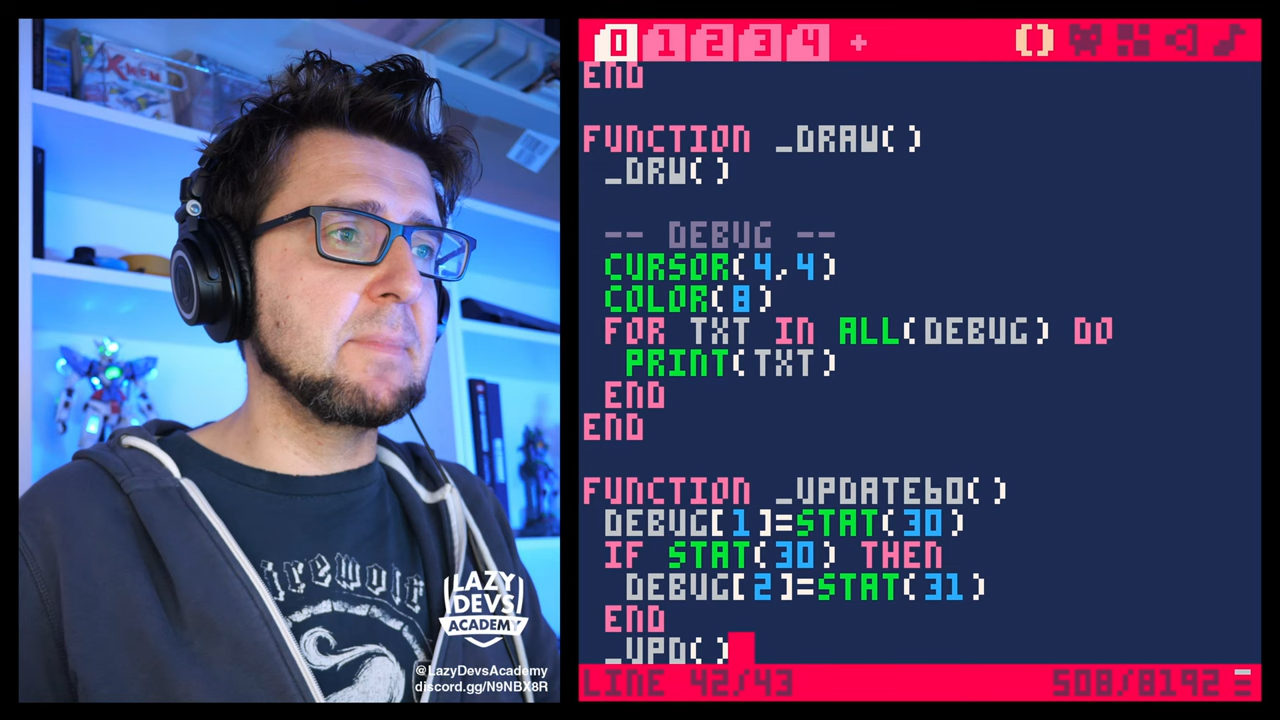 X-MEN
firewolf
LAZY
DEVS
ACADEMY
@LazyDevsAcademy
discord.gg/N9NBX8R
0 1 2 3 4 +
END
FUNCTION _DRAW()
_DRW()
-- DEBUG --
CURSOR(4,4)
COLOR(8)
FOR TXT IN ALL(DEBUG) DO
PRINT(TXT)
END
END
FUNCTION _UPDATE60()
DEBUG[1]=STAT(30)
IF STAT(30) THEN
DEBUG[2]=STAT(31)
END
_UPD()
LINE 42/43
508/8192